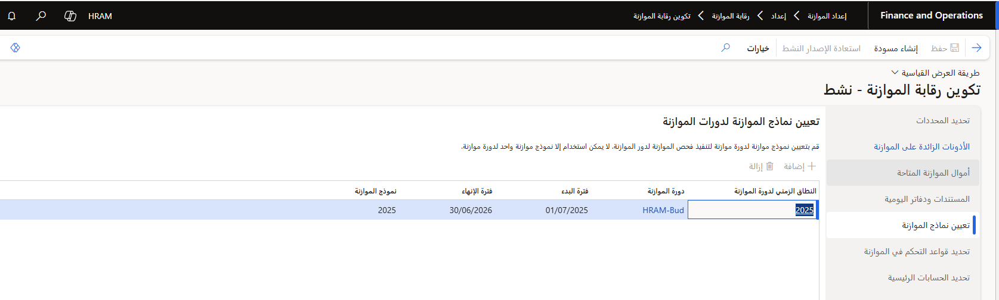 Finance and Operations
إعداد الموازنة
إعداد
رقابة الموازنة
تكوين رقابة الموازنة
HRAM
حفظ
إنشاء مسودة
استعادة الإصدار النشط
خيارات
طريقة العرض القياسية
تكوين رقابة الموازنة - نشط
تحديد المحددات
الأذونات الزائدة على الموازنة
أموال الموازنة المتاحة
المستندات ودفاتر اليومية
تعيين نماذج الموازنة
تحديد قواعد التحكم في الموازنة
تحديد الحسابات الرئيسية
تعيين نماذج الموازنة لدورات الموازنة
قم بتعيين نموذج موازنة لدورة موازنة لتنفيذ فحص الموازنة لدور الموازنة. لا يمكن استخدام إلا نموذج موازنة واحد لدورة موازنة.
إضافة
إزالة
النطاق الزمني لدورة الموازنة دورة الموازنة فترة البدء فترة الإنهاء نموذج الموازنة
2025 HRAM-Bud 01/07/2025 30/06/2026 2025